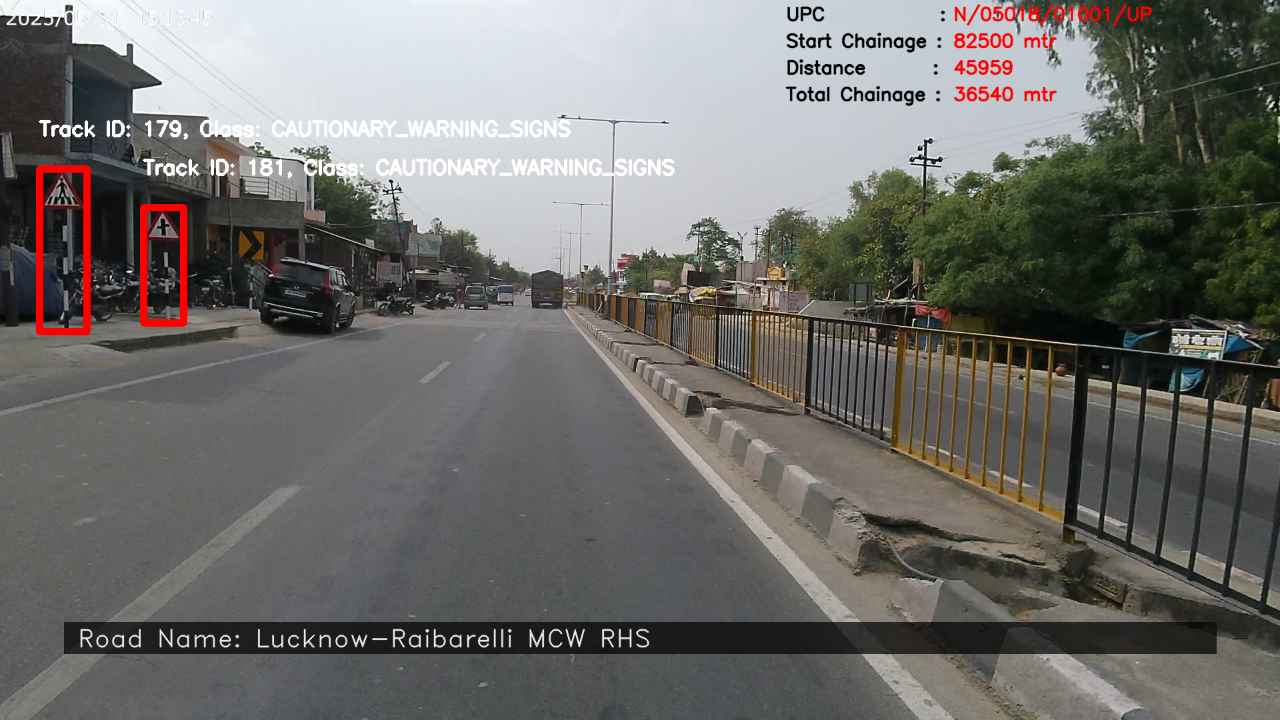 UPC : N/05018/01001/UP
Start Chainage : 82500 mtr
Distance : 45959
Total Chainage : 36540 mtr
Track ID: 179, Class: CAUTIONARY_WARNING_SIGNS
Track ID: 181, Class: CAUTIONARY_WARNING_SIGNS
Road Name: Lucknow-Raibarelli MCW RHS